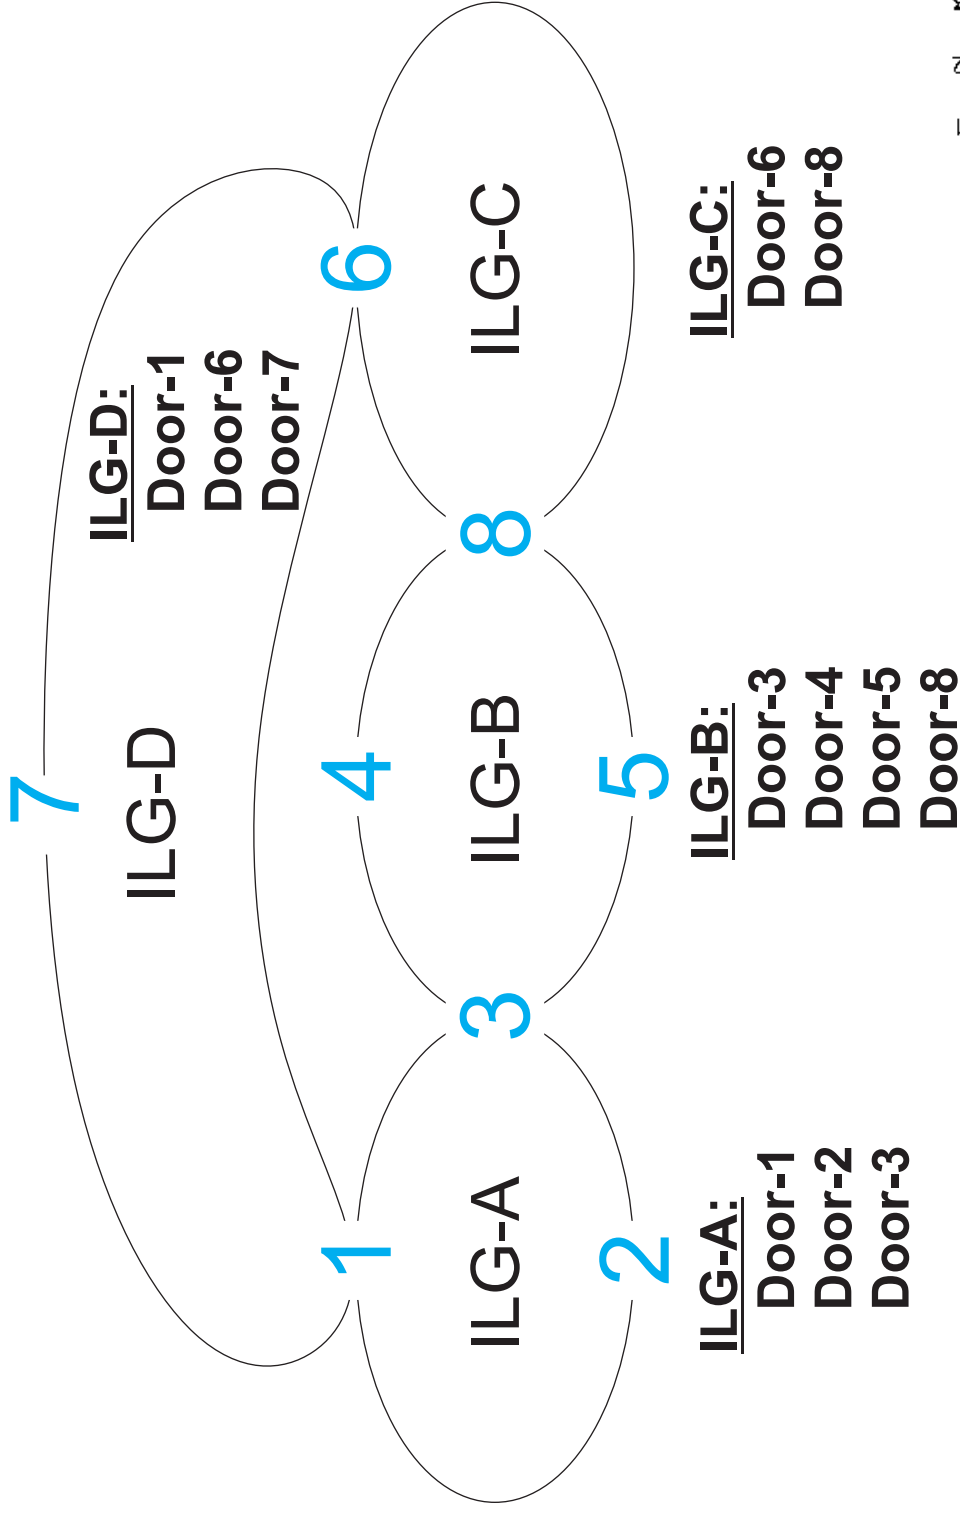 7
ILG-D
ILG-D:
Door-1
Door-6
Door-7
1
4
6
ILG-A
3
ILG-B
8
ILG-C
2
5
ILG-A:
Door-1
Door-2
Door-3
ILG-B:
Door-3
Door-4
Door-5
Door-8
ILG-C:
Door-6
Door-8